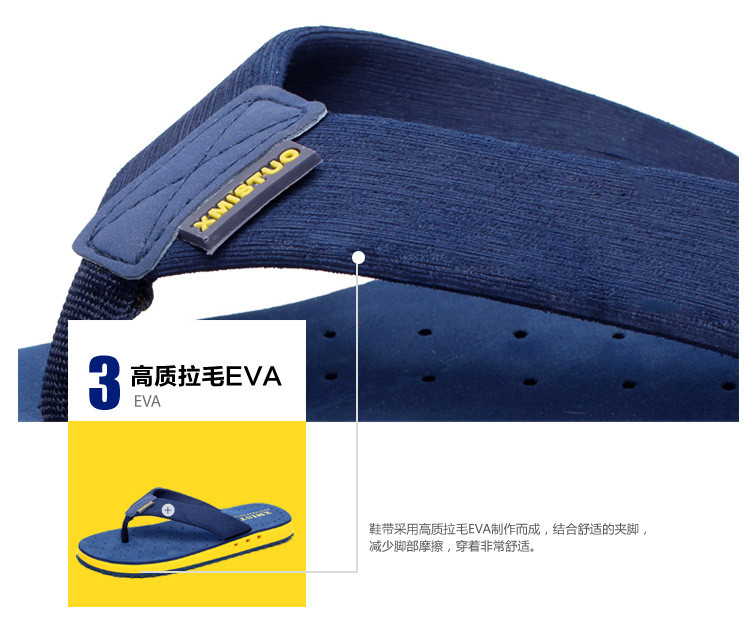 XMISTUO
3 高质拉毛EVA
EVA
XMISTUO
鞋带采用高质拉毛EVA制作而成，结合舒适的夹脚，
减少脚部摩擦，穿着非常舒适。